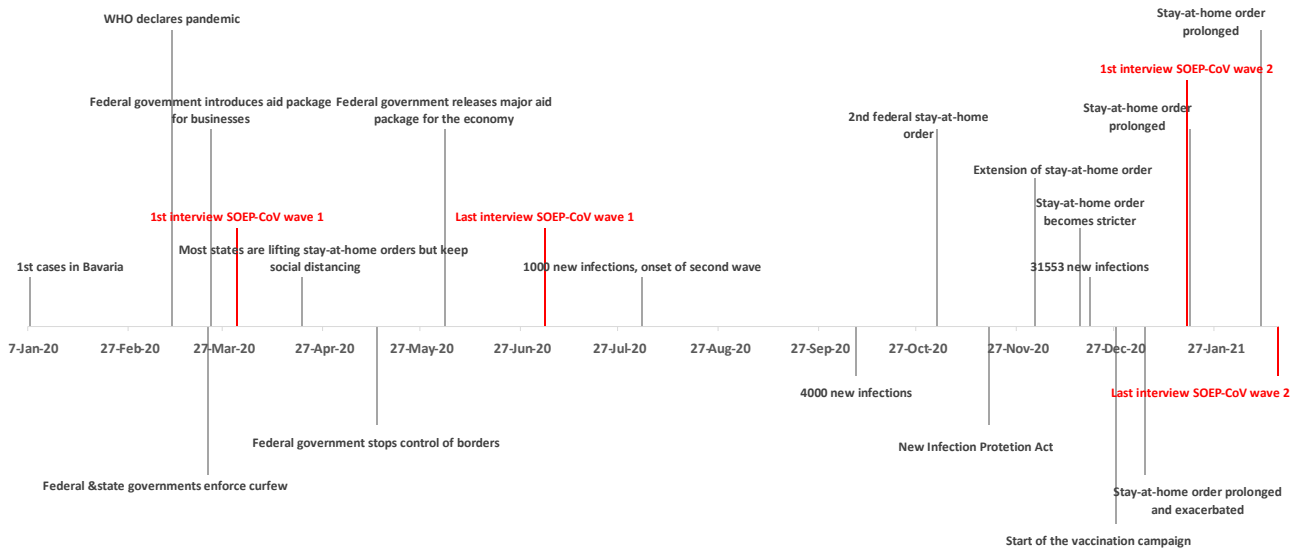 WHO declares pandemic
Stay-at-home order
prolonged
1st interview SOEP-CoV wave 2
Federal government introduces aid package
for businesses
Federal government releases major aid
package for the economy
2nd federal stay-at-home
order
Stay-at-home order
prolonged
Extension of stay-at-home order
Stay-at-home order
becomes stricter
1st interview SOEP-CoV wave 1
Last interview SOEP-CoV wave 1
Most states are lifting stay-at-home orders but keep
social distancing
1st cases in Bavaria
1000 new infections, onset of second wave
31553 new infections
7-Jan-20 27-Feb-20 27-Mar-20 27-Apr-20 27-May-20 27-Jun-20 27-Jul-20 27-Aug-20 27-Sep-20 27-Oct-20 27-Nov-20 27-Dec-20 27-Jan-21
4000 new infections
Last interview SOEP-CoV wave 2
Federal government stops control of borders
New Infection Protetion Act
Federal &state governments enforce curfew
Stay-at-home order prolonged
and exacerbated
Start of the vaccination campaign